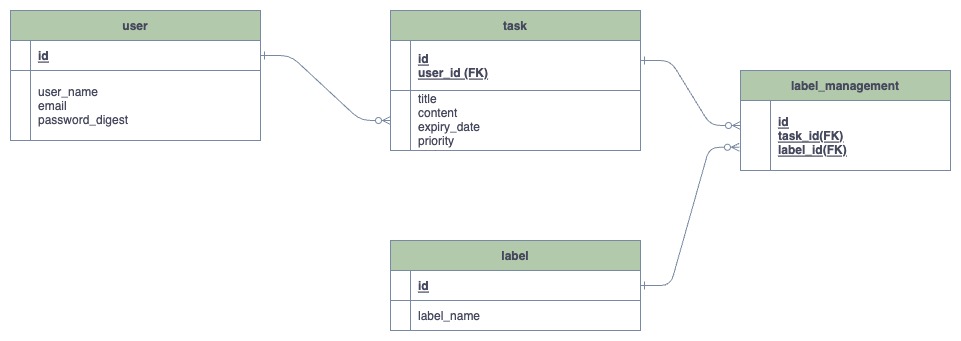 user
id
user_name
email
password_digest
task
id
user_id (FK)
title
content
expiry_date
priority
label_management
id
task_id(FK)
label_id(FK)
label
id
label_name